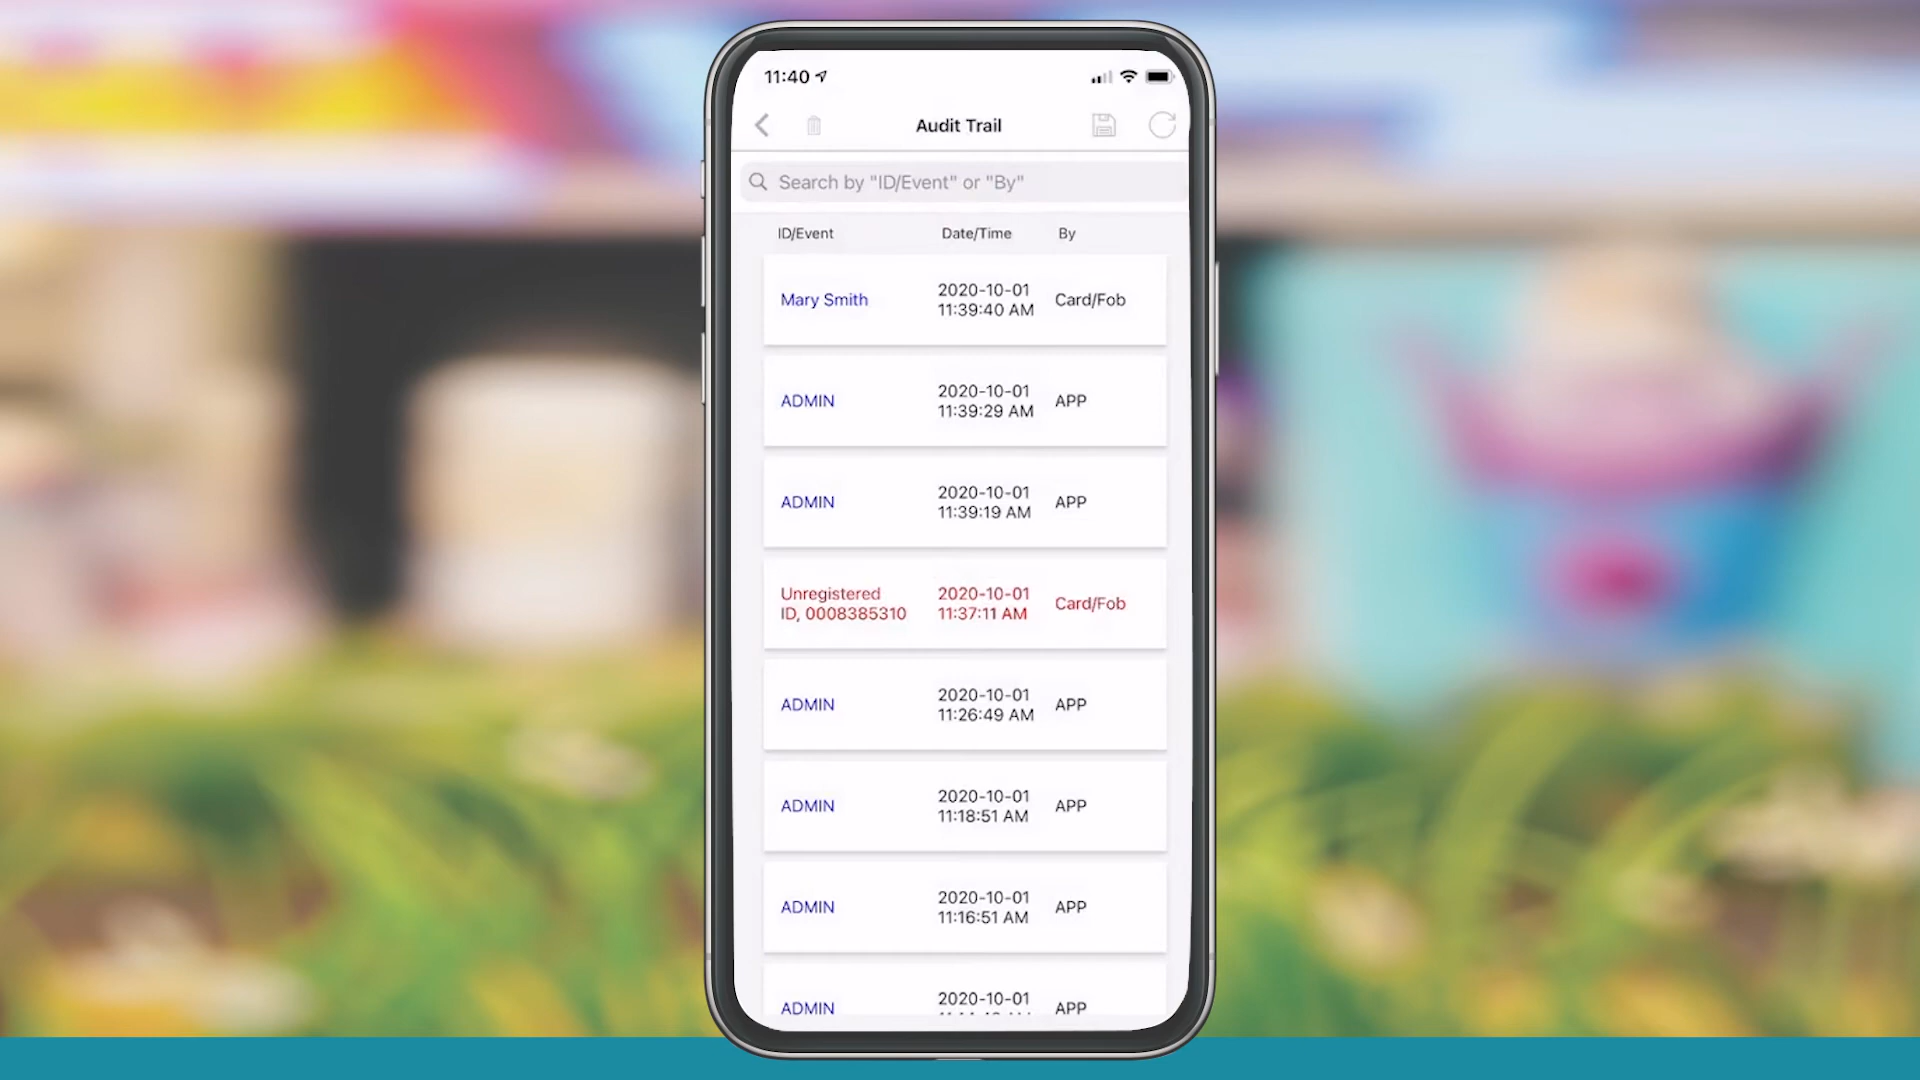 11:40
Audit Trail
Search by "ID/Event" or "By"
ID/Event Date/Time By
Mary Smith 2020-10-01 11:39:40 AM Card/Fob
ADMIN 2020-10-01 11:39:29 AM APP
ADMIN 2020-10-01 11:39:19 AM APP
Unregistered ID, 0008385310 2020-10-01 11:37:11 AM Card/Fob
ADMIN 2020-10-01 11:26:49 AM APP
ADMIN 2020-10-01 11:18:51 AM APP
ADMIN 2020-10-01 11:16:51 AM APP
ADMIN 2020-10-01 APP